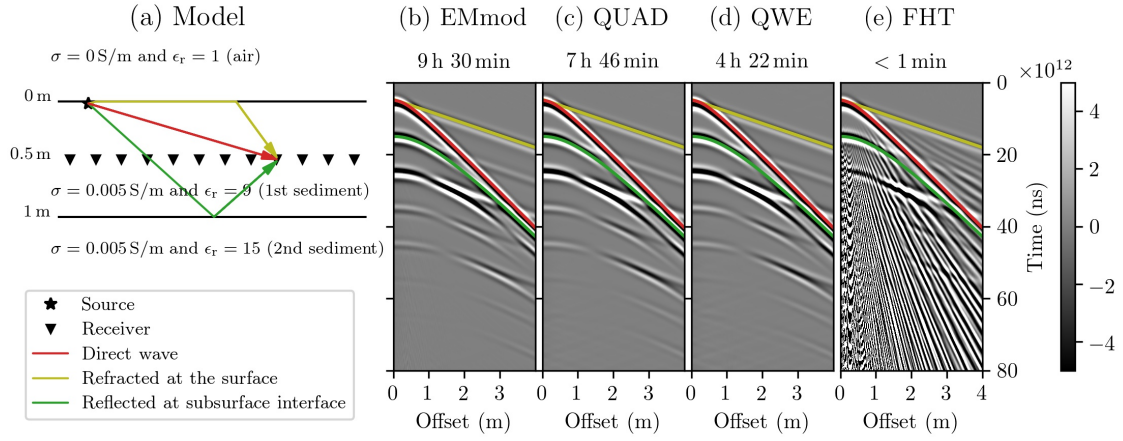 (a) Model
(b) EMmod
(c) QUAD
(d) QWE
(e) FHT
σ = 0 S/m and ϵr = 1 (air)
9 h 30 min
7 h 46 min
4 h 22 min
< 1 min
0 m
0.5 m
σ = 0.005 S/m and ϵr = 9 (1st sediment)
1 m
σ = 0.005 S/m and ϵr = 15 (2nd sediment)
Source
Receiver
Direct wave
Refracted at the surface
Reflected at subsurface interface
0 1 2 3
Offset (m)
0 1 2 3
Offset (m)
0 1 2 3
Offset (m)
0 1 2 3 4
Offset (m)
0
20
40
60
80
Time (ns)
×10¹²
4
2
0
−2
−4